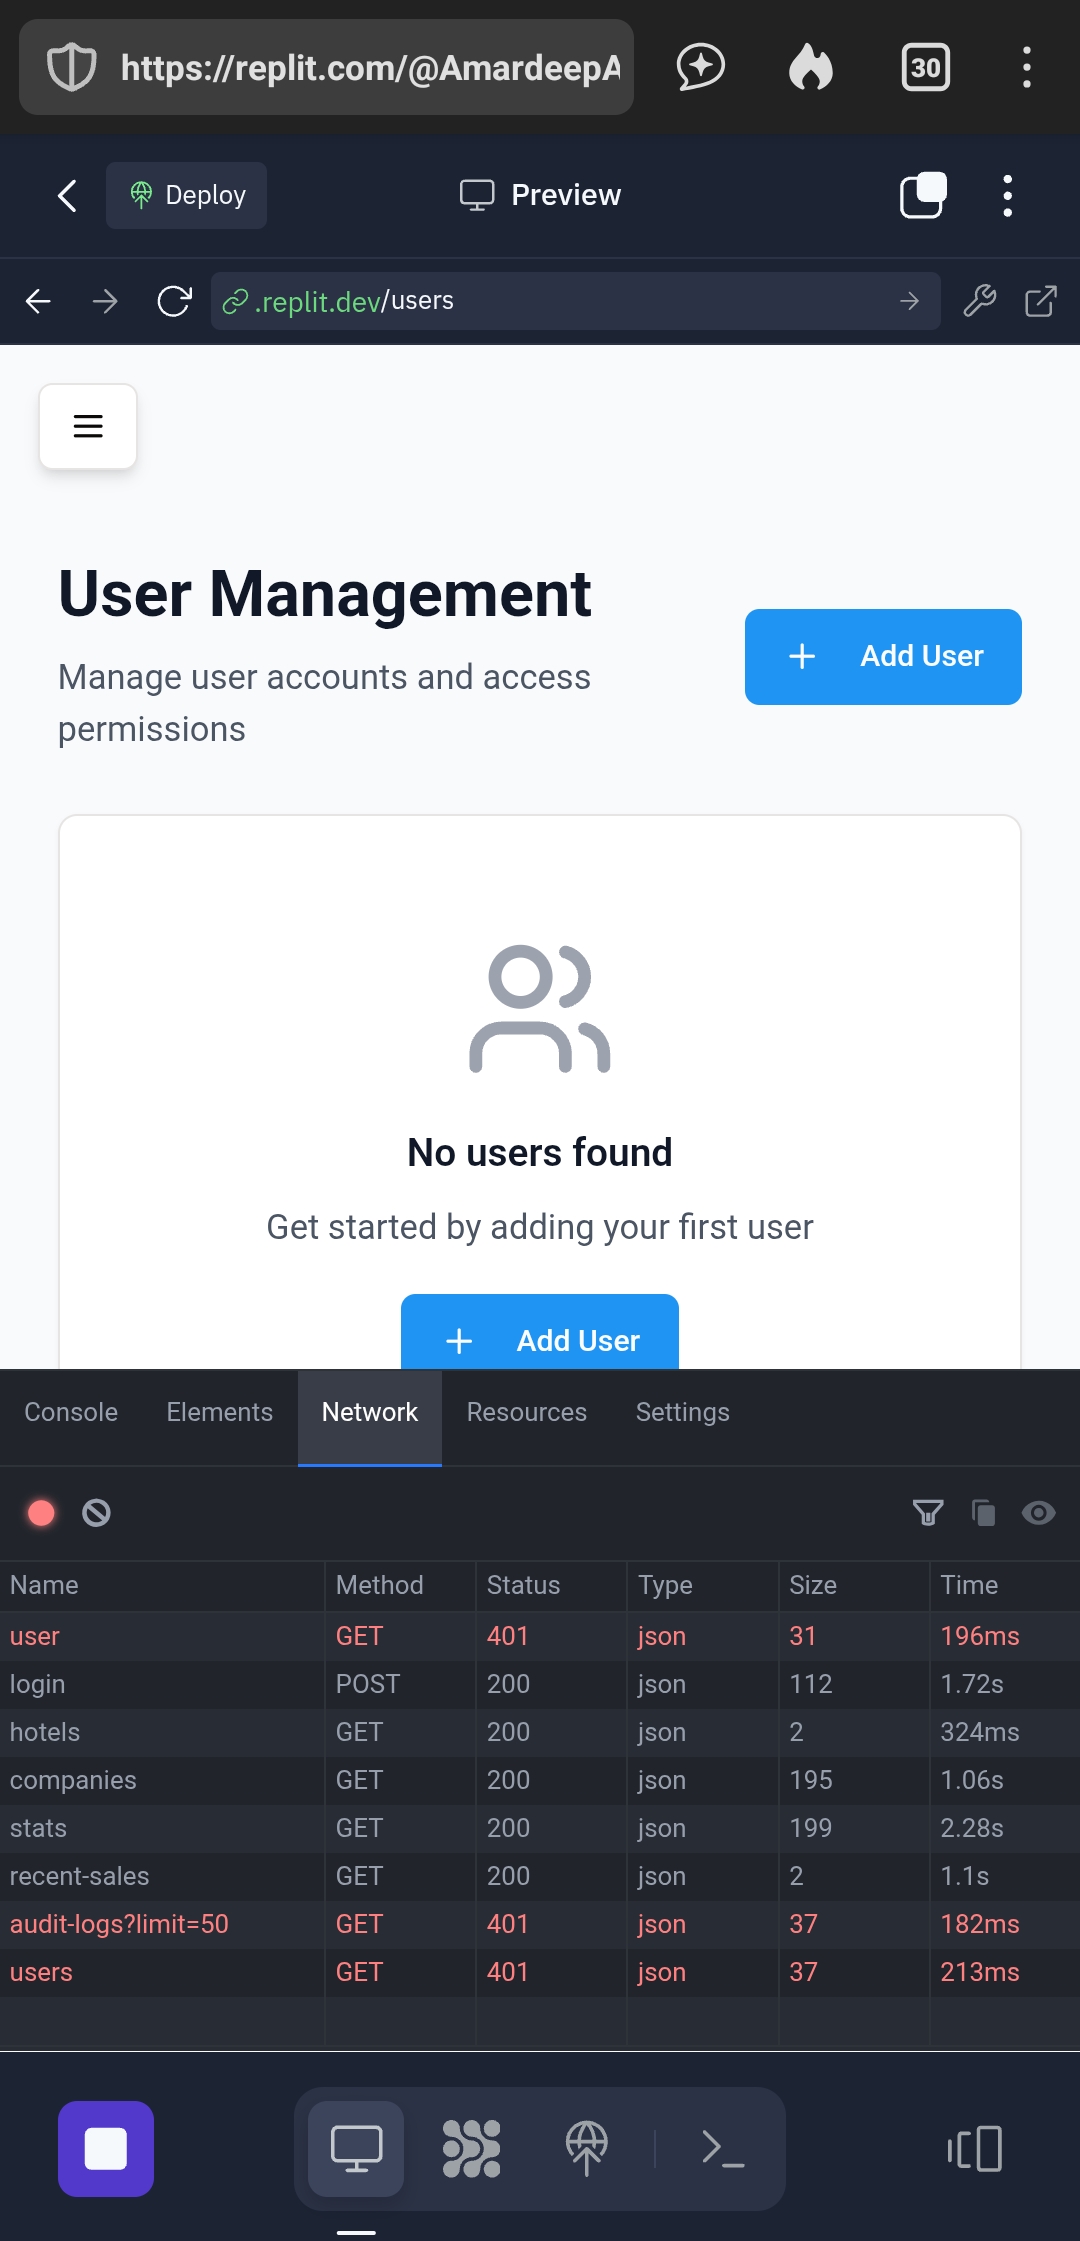 https://replit.com/@AmardeepA
30
Deploy
Preview
.replit.dev/users
User Management
Manage user accounts and access
permissions
Add User
No users found
Get started by adding your first user
Add User
Console Elements Network Resources Settings
Name Method Status Type Size Time
user GET 401 json 31 196ms
login POST 200 json 112 1.72s
hotels GET 200 json 2 324ms
companies GET 200 json 195 1.06s
stats GET 200 json 199 2.28s
recent-sales GET 200 json 2 1.1s
audit-logs?limit=50 GET 401 json 37 182ms
users GET 401 json 37 213ms